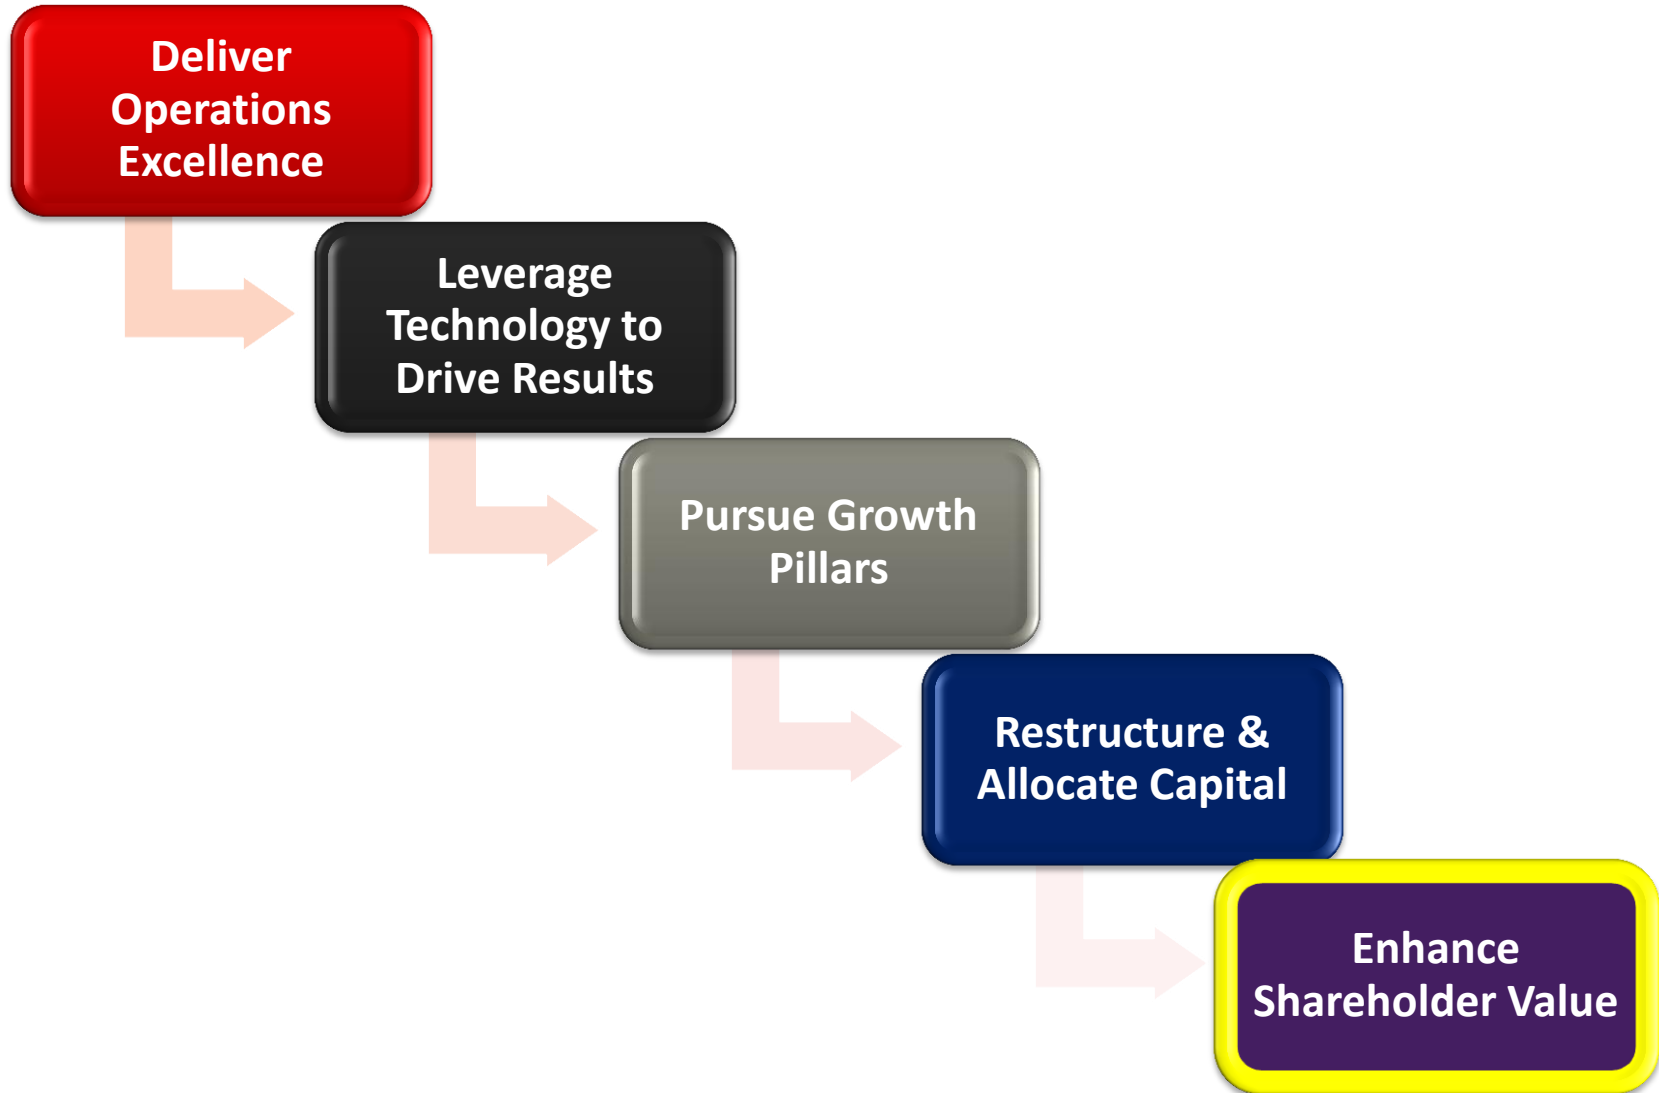 Deliver
Operations
Excellence
Leverage
Technology to
Drive Results
Pursue Growth
Pillars
Restructure &
Allocate Capital
Enhance
Shareholder Value